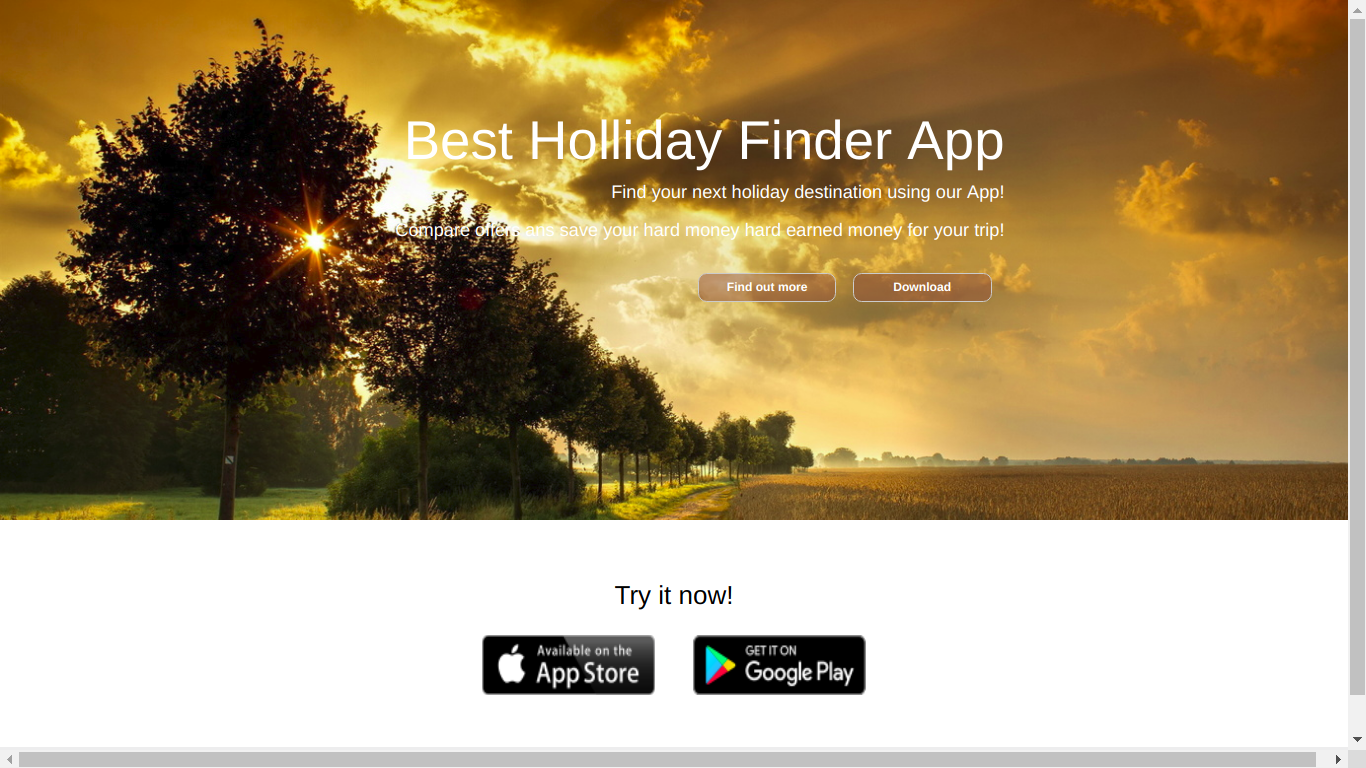 Best Holliday Finder App
Find your next holiday destination using our App!
Compare offers ans save your hard money hard earned money for your trip!
Find out more
Download
Try it now!
Available on the
App Store
GET IT ON
Google Play